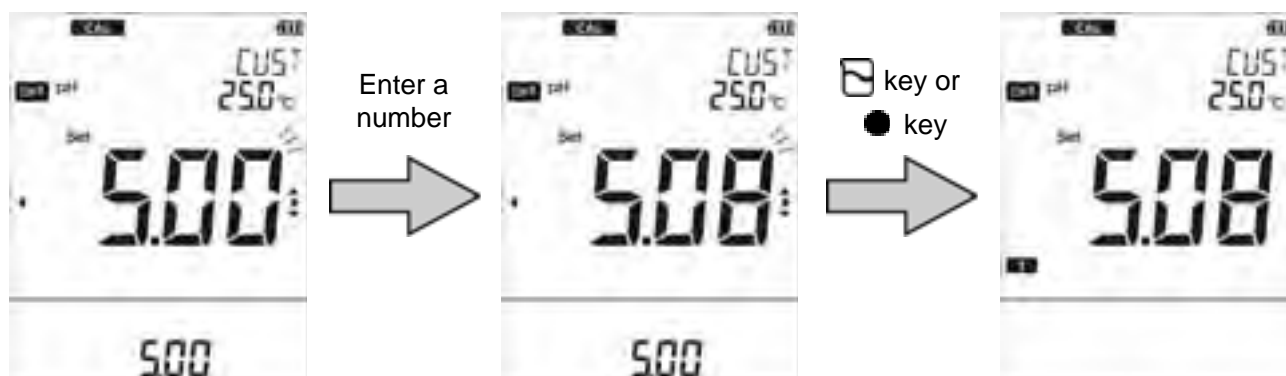 CAL
CUST
pH
25.0 °C
Set
5.00
5.00
Enter a
number
CAL
CUST
pH
25.0 °C
Set
5.08
5.00
key or
key
CAL
CUST
pH
25.0 °C
Set
5.08
1